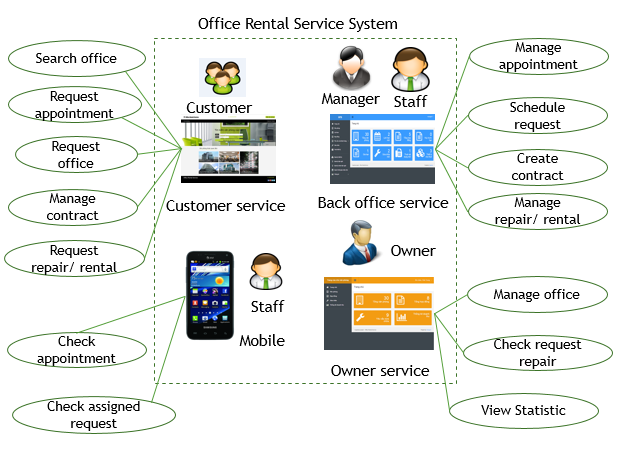 Office Rental Service System
Search office
Request
appointment
Request
office
Manage
contract
Request
repair/ rental
Check
appointment
Check assigned
request
Customer
Customer service
Manager
Staff
Back office service
Staff
Mobile
Owner
Owner service
Manage
appointment
Schedule
request
Create
contract
Manage
repair/ rental
Manage office
Check request
repair
View Statistic